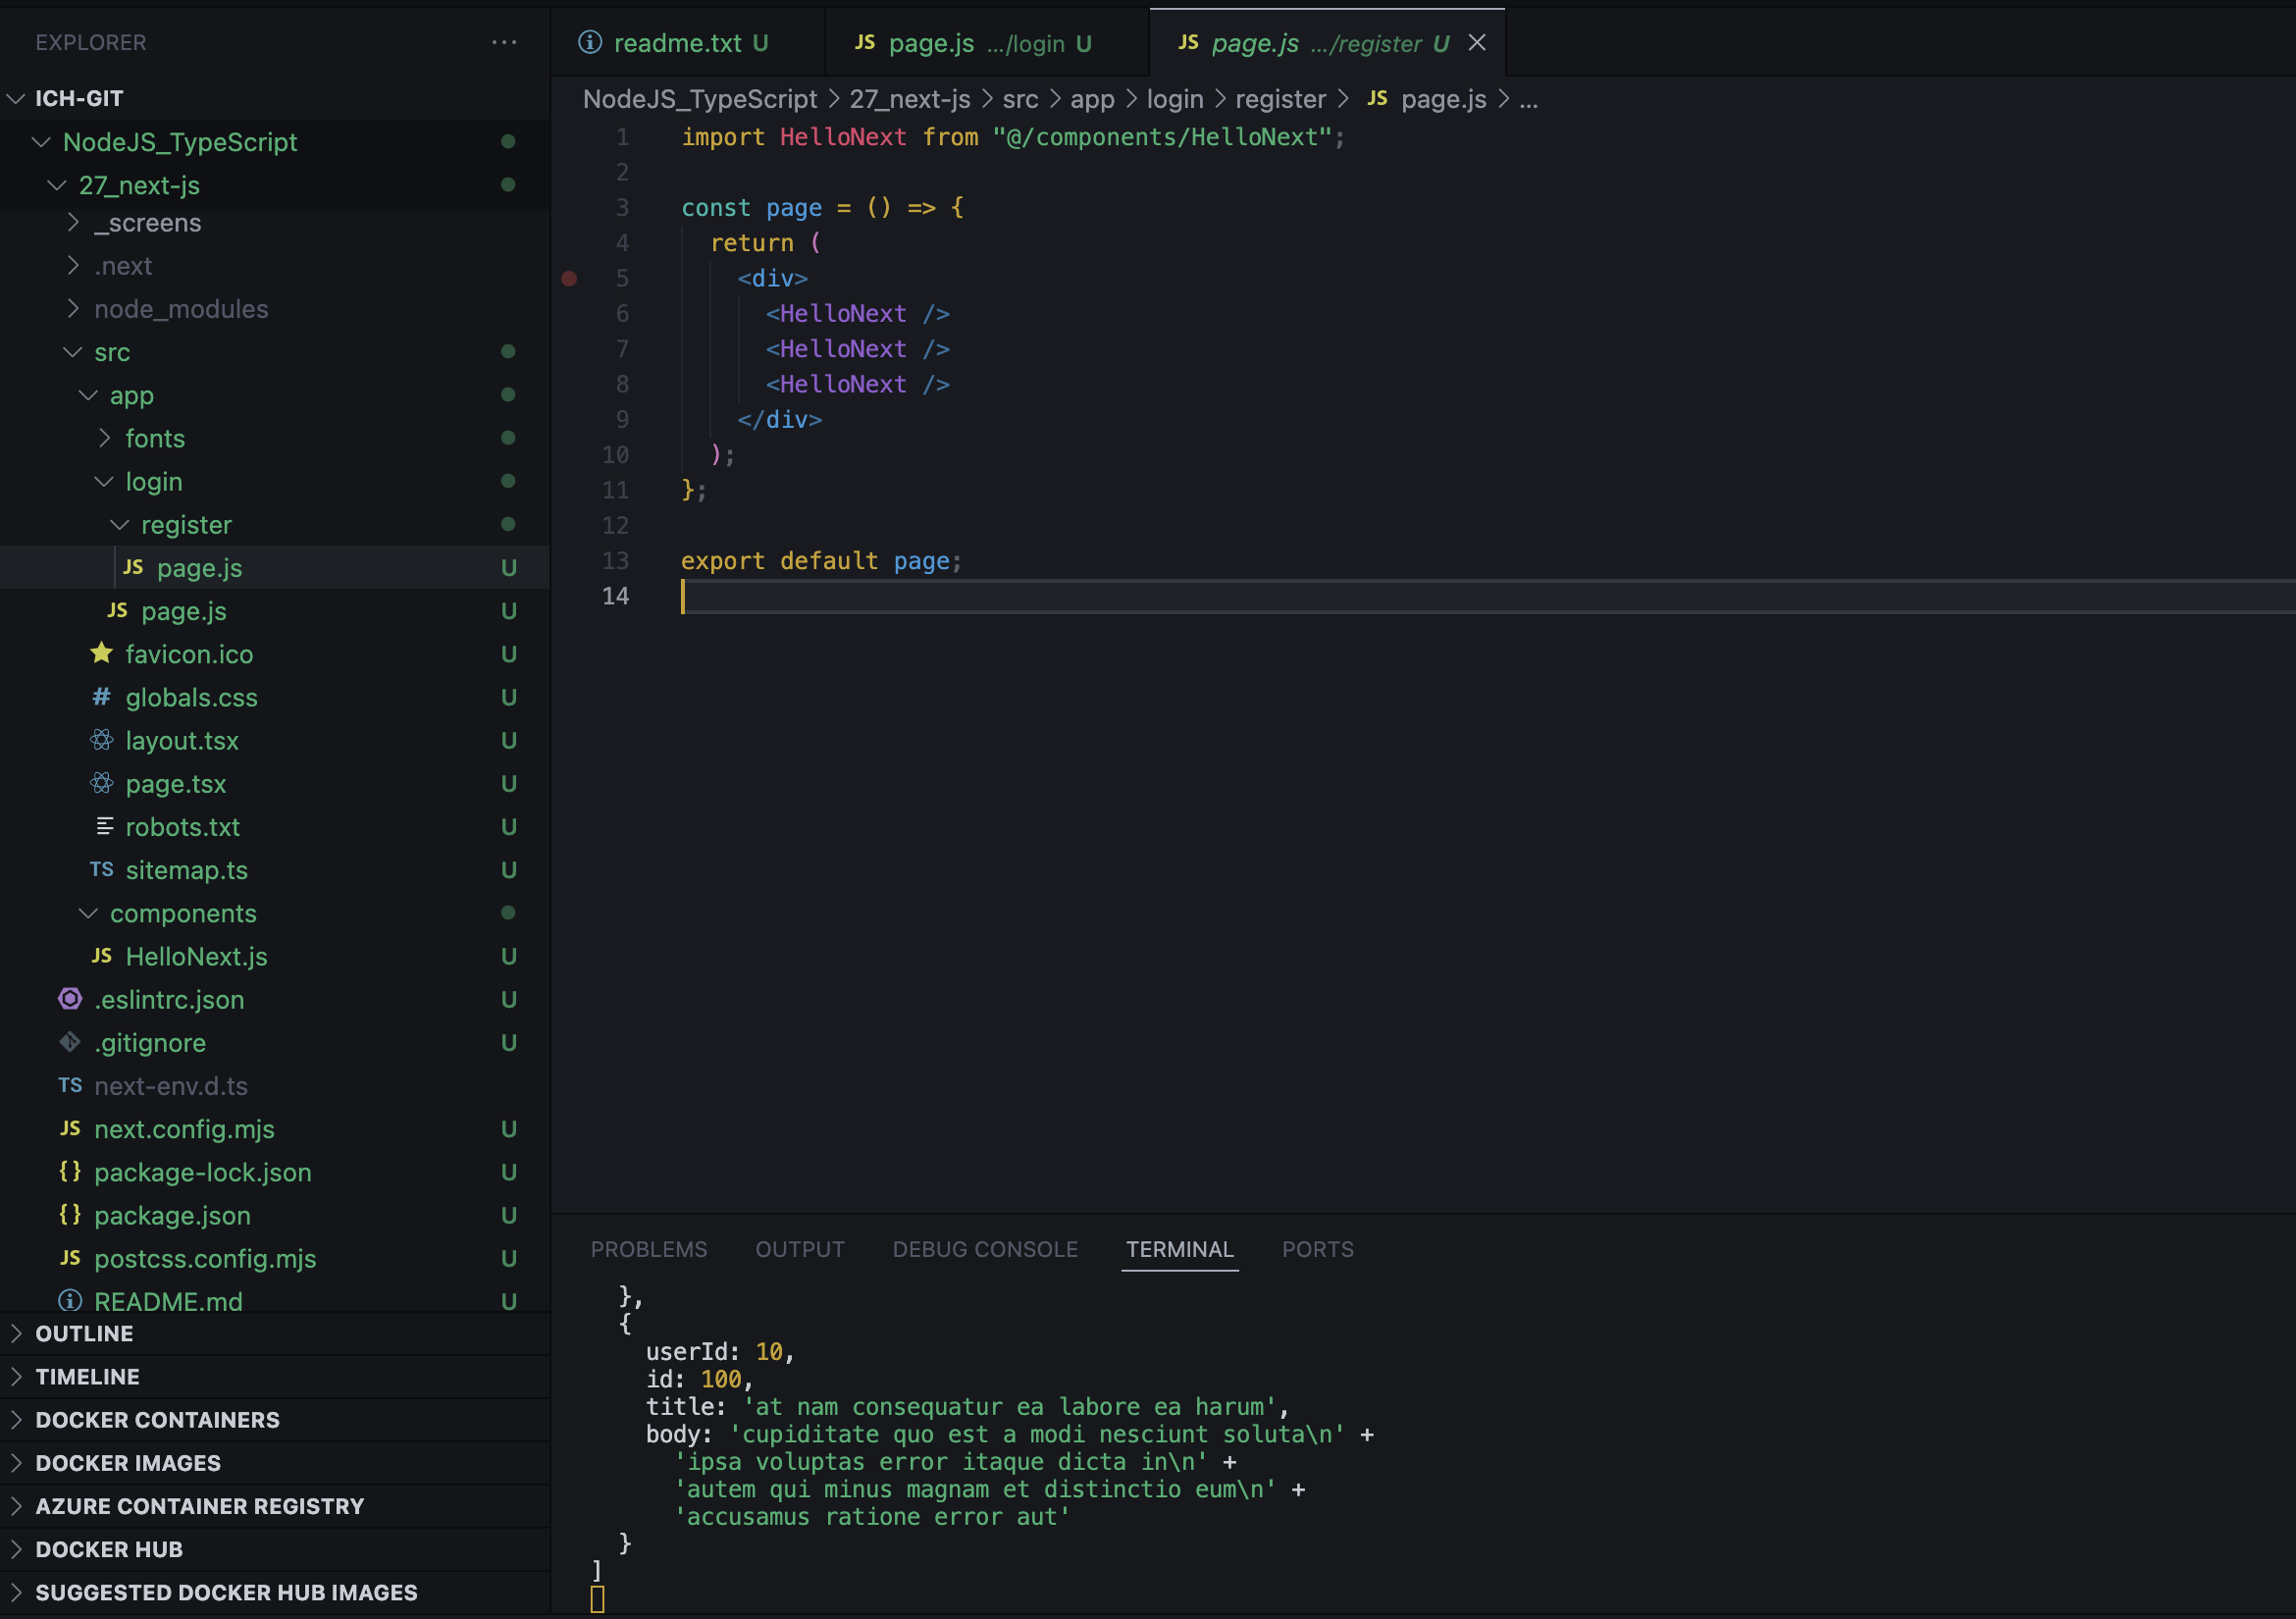 EXPLORER
ICH-GIT
NodeJS_TypeScript
27_next-js
_screens
.next
node_modules
src
app
fonts
login
register
JS page.js U
JS page.js U
favicon.ico U
# globals.css U
layout.tsx U
page.tsx U
robots.txt U
TS sitemap.ts U
components
JS HelloNext.js U
.eslintrc.json U
.gitignore U
TS next-env.d.ts
JS next.config.mjs U
{} package-lock.json U
{} package.json U
JS postcss.config.mjs U
README.md U
OUTLINE
TIMELINE
DOCKER CONTAINERS
DOCKER IMAGES
AZURE CONTAINER REGISTRY
DOCKER HUB
SUGGESTED DOCKER HUB IMAGES
readme.txt U
JS page.js .../login U
JS page.js .../register U
NodeJS_TypeScript > 27_next-js > src > app > login > register > JS page.js > ...
1 import HelloNext from "@/components/HelloNext";
2
3 const page = () => {
4 return (
5 <div>
6 <HelloNext />
7 <HelloNext />
8 <HelloNext />
9 </div>
10 );
11 };
12
13 export default page;
14
PROBLEMS OUTPUT DEBUG CONSOLE TERMINAL PORTS
},
{
userId: 10,
id: 100,
title: 'at nam consequatur ea labore ea harum',
body: 'cupiditate quo est a modi nesciunt soluta\n' +
'ipsa voluptas error itaque dicta in\n' +
'autem qui minus magnam et distinctio eum\n' +
'accusamus ratione error aut'
}
]